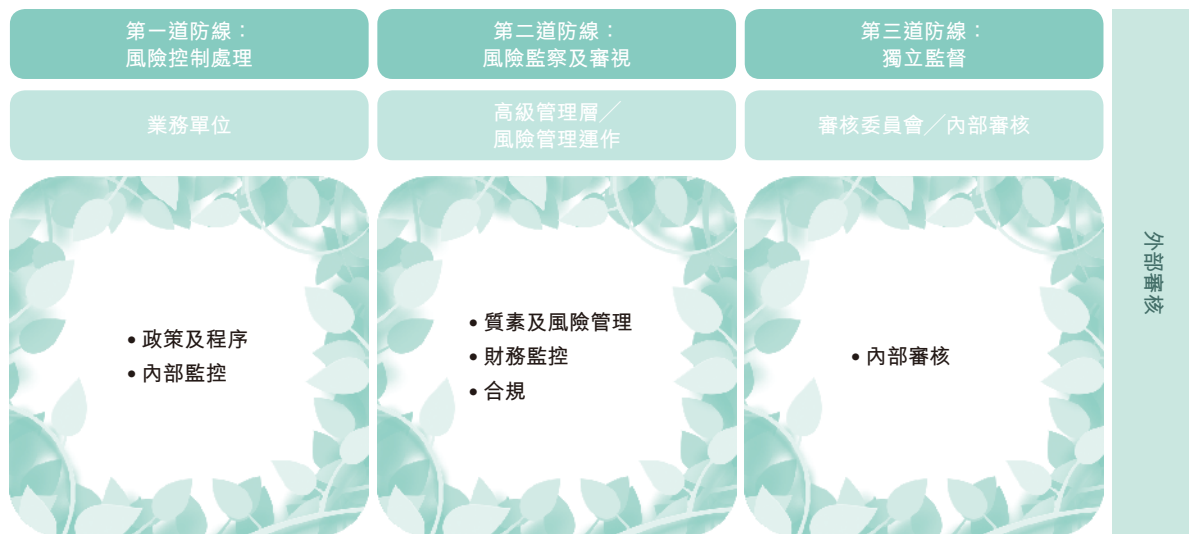 第一道防線：
風險控制處理
第二道防線：
風險監察及審視
第三道防線：
獨立監督
業務單位
高級管理層／
風險管理運作
審核委員會／內部審核
• 政策及程序
• 內部監控
• 質素及風險管理
• 財務監控
• 合規
• 內部審核
外部審核